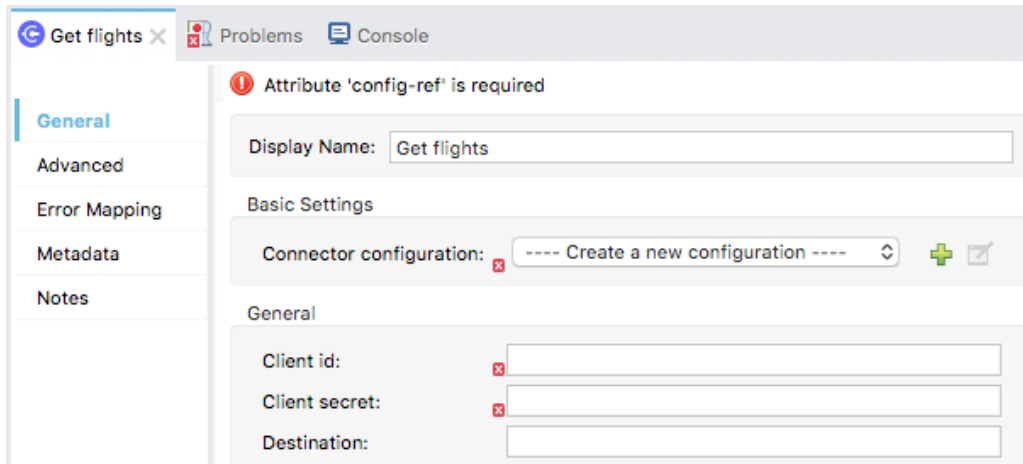 Get flights
Problems
Console
Attribute 'config-ref' is required
General
Advanced
Error Mapping
Metadata
Notes
Display Name: Get flights
Basic Settings
Connector configuration: ---- Create a new configuration ----
General
Client id:
Client secret:
Destination: